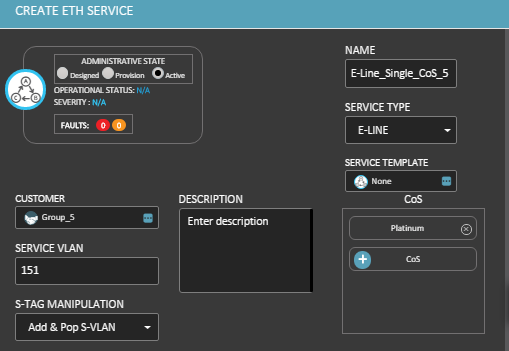 CREATE ETH SERVICE
ADMINISTRATIVE STATE
Designed Provision Active
OPERATIONAL STATUS: N/A
SEVERITY : N/A
FAULTS: 0 0
A
C B
NAME
E-Line_Single_CoS_5
SERVICE TYPE
E-LINE
SERVICE TEMPLATE
None
CUSTOMER
Group_5
SERVICE VLAN
151
S-TAG MANIPULATION
Add & Pop S-VLAN
DESCRIPTION
Enter description
CoS
Platinum
CoS